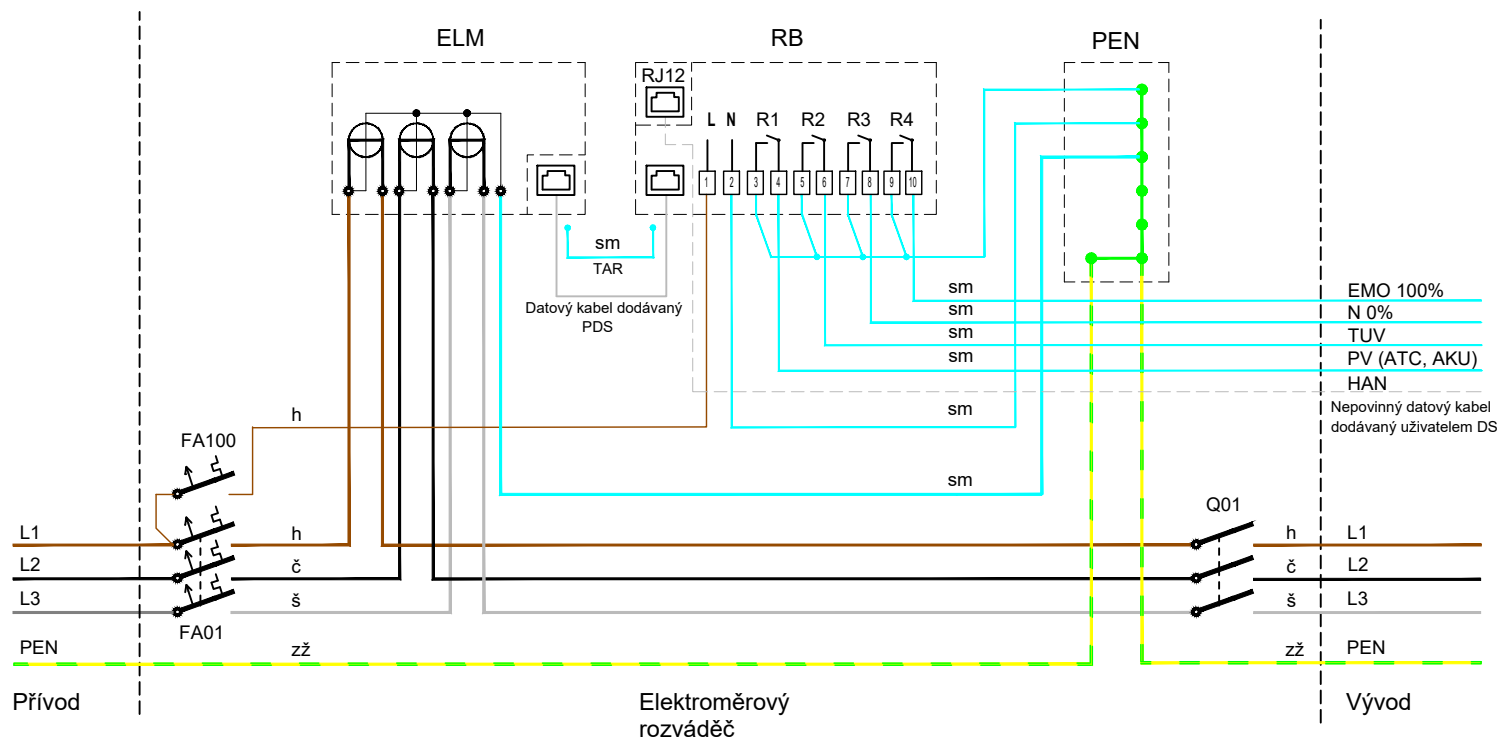 ELM
RB
PEN
RJ12
L N R1 R2 R3 R4
1 2 3 4 5 6 7 8 9 10
sm
TAR
Datový kabel dodávaný
PDS
sm EMO 100%
sm N 0%
sm TUV
sm PV (ATC, AKU)
HAN
Nepovinný datový kabel
dodávaný uživatelem DS
h sm
FA100
sm
Q01
L1 h h L1
L2 č č L2
L3 š š L3
FA01
PEN zž zž PEN
Přívod
Elektroměrový
rozváděč
Vývod